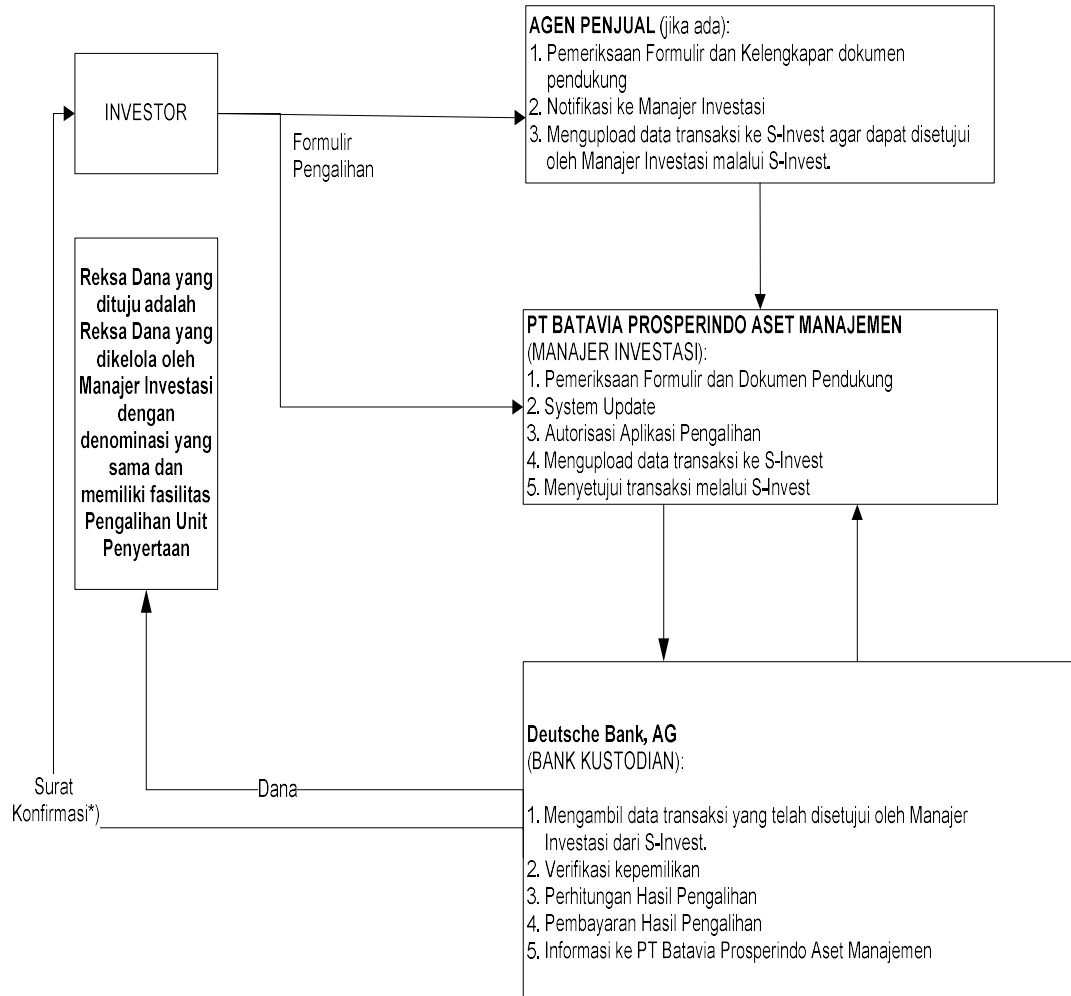 AGEN PENJUAL (jika ada):
1. Pemeriksaan Formulir dan Kelengkapan dokumen
pendukung
2. Notifikasi ke Manajer Investasi
3. Mengupload data transaksi ke S-Invest agar dapat disetujui
oleh Manajer Investasi malalui S-Invest.
INVESTOR
Formulir
Pengalihan
Reksa Dana yang
dituju adalah
Reksa Dana yang
dikelola oleh
Manajer Investasi
dengan
denominasi yang
sama dan
memiliki fasilitas
Pengalihan Unit
Penyertaan
PT BATAVIA PROSPERINDO ASET MANAJEMEN
(MANAJER INVESTASI):
1. Pemeriksaan Formulir dan Dokumen Pendukung
2. System Update
3. Autorisasi Aplikasi Pengalihan
4. Mengupload data transaksi ke S-Invest
5. Menyetujui transaksi melalui S-Invest
Surat
Konfirmasi*)
Dana
Deutsche Bank, AG
(BANK KUSTODIAN):
1. Mengambil data transaksi yang telah disetujui oleh Manajer
Investasi dari S-Invest.
2. Verifikasi kepemilikan
3. Perhitungan Hasil Pengalihan
4. Pembayaran Hasil Pengalihan
5. Informasi ke PT Batavia Prosperindo Aset Manajemen